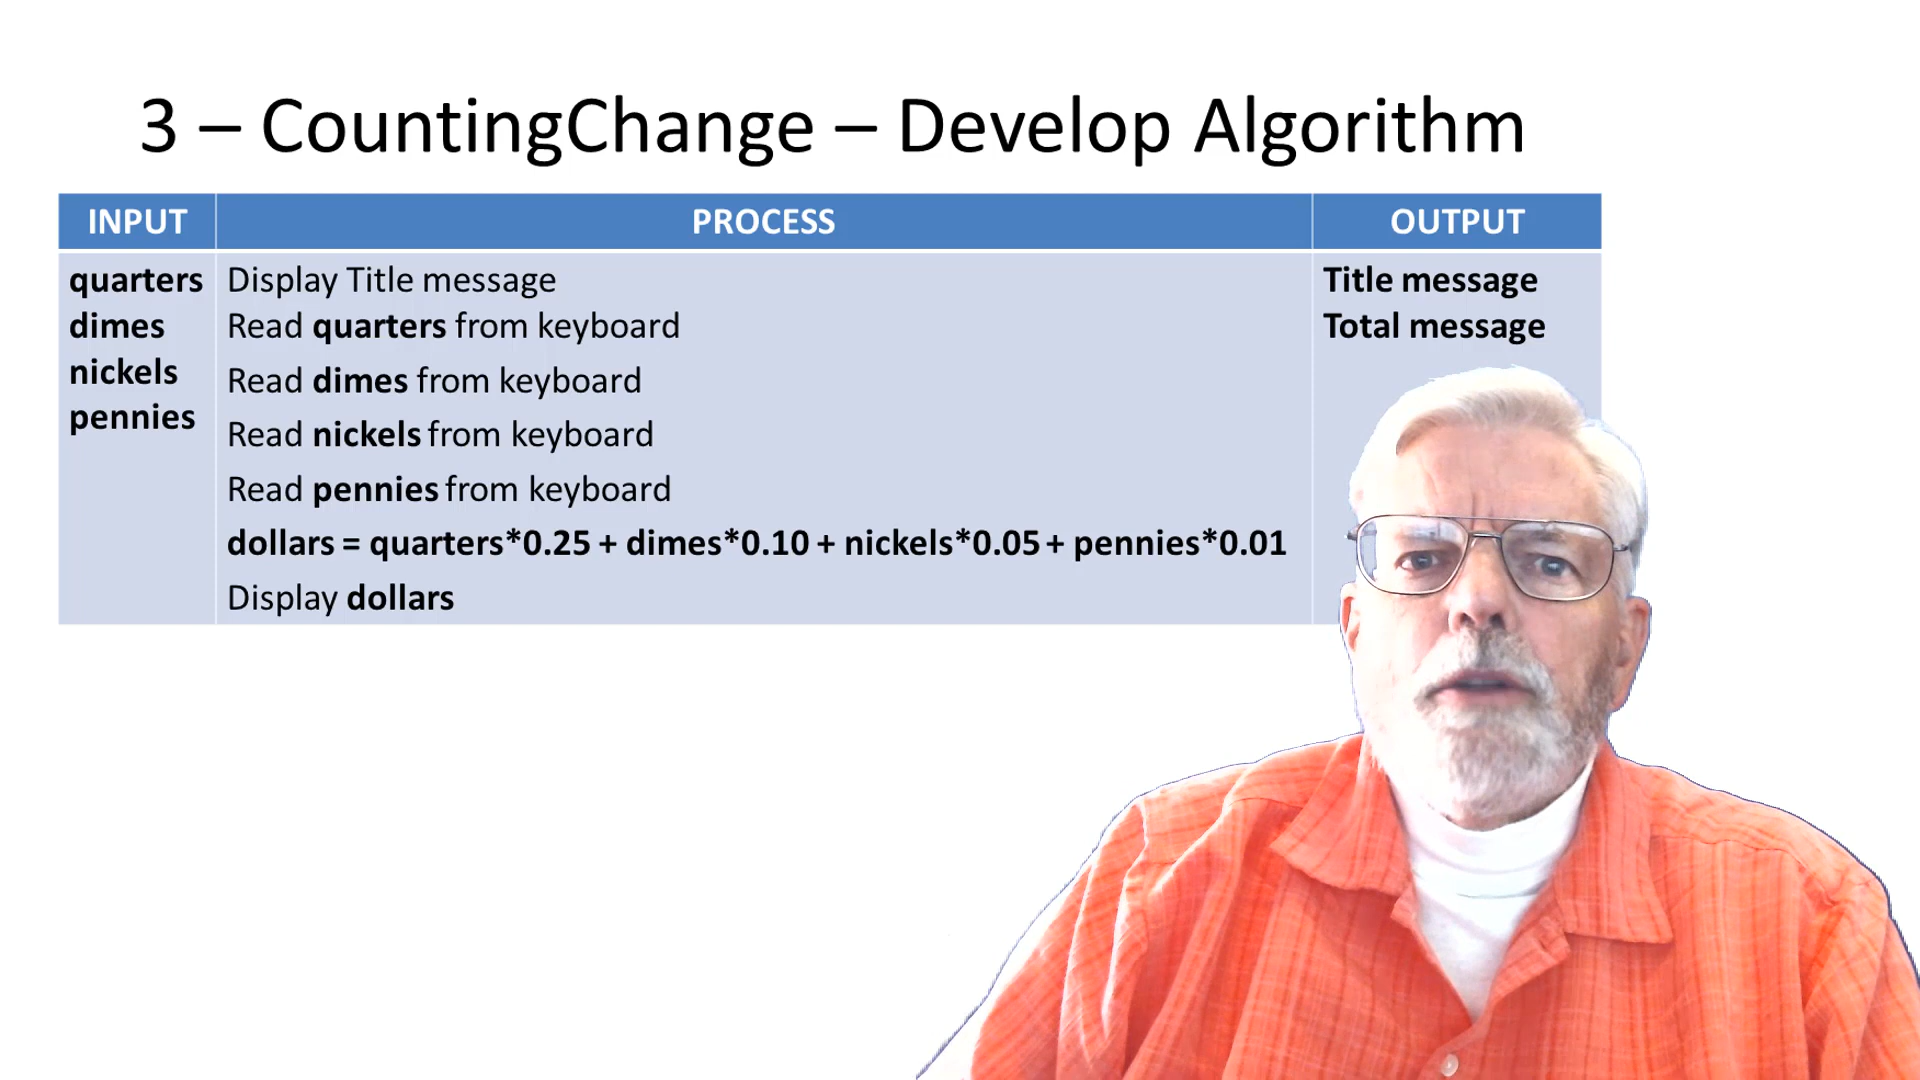 3 – CountingChange – Develop Algorithm
INPUT
PROCESS
OUTPUT
quarters
dimes
nickels
pennies
Display Title message
Read quarters from keyboard
Read dimes from keyboard
Read nickels from keyboard
Read pennies from keyboard
dollars = quarters*0.25 + dimes*0.10 + nickels*0.05 + pennies*0.01
Display dollars
Title message
Total message